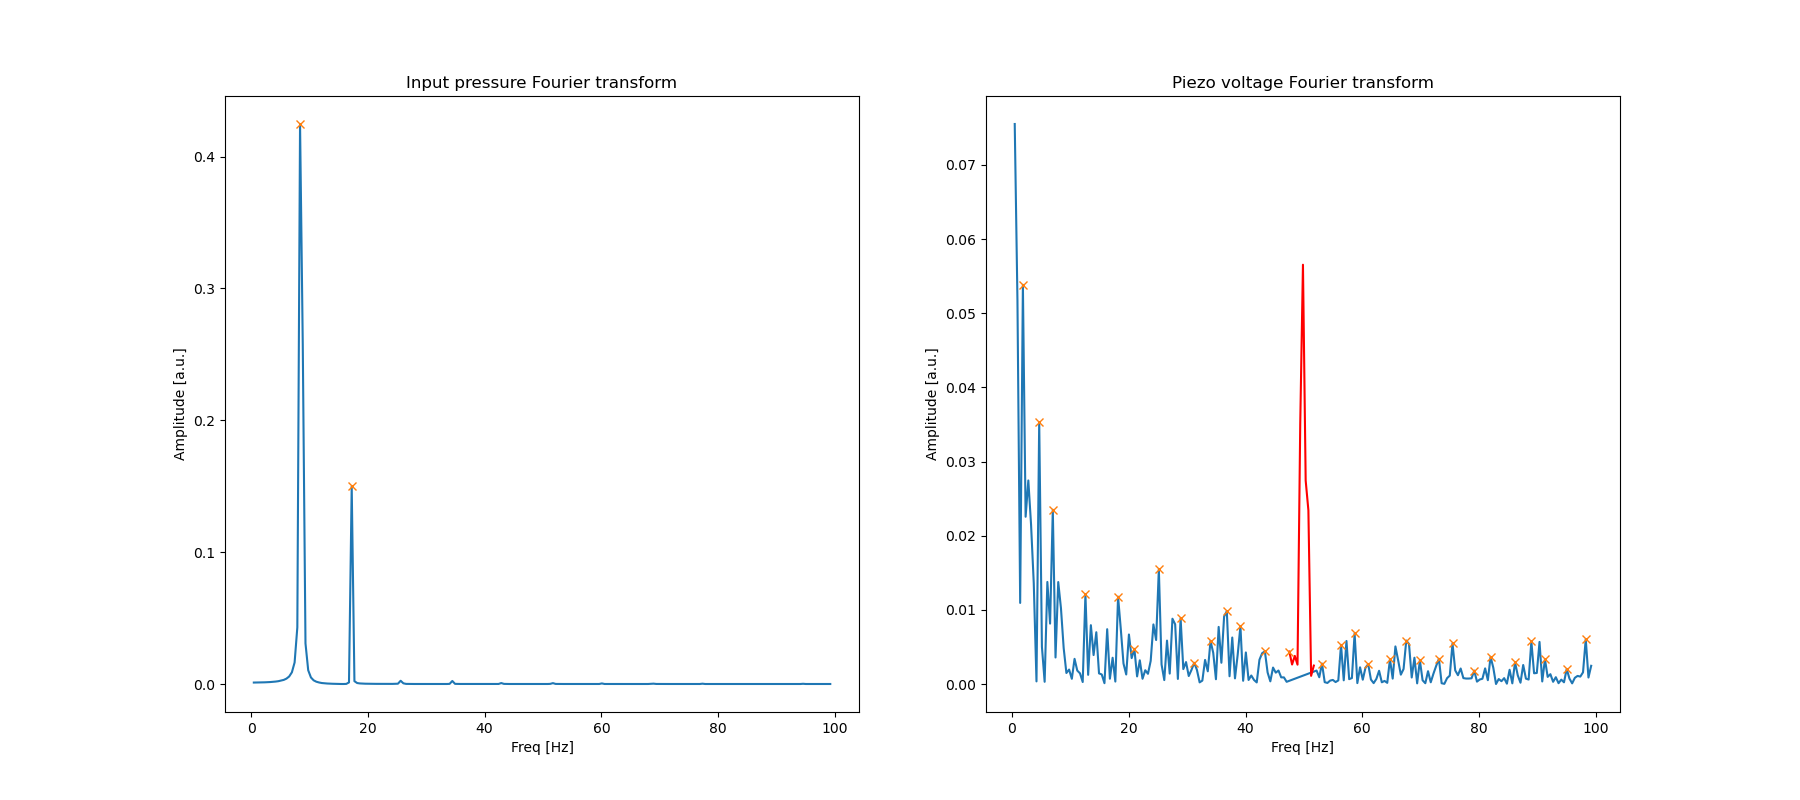 Input pressure Fourier transform
Amplitude [a.u.]
0.4
0.3
0.2
0.1
0.0
0 20 40 60 80 100
Freq [Hz]
Piezo voltage Fourier transform
Amplitude [a.u.]
0.07
0.06
0.05
0.04
0.03
0.02
0.01
0.00
0 20 40 60 80 100
Freq [Hz]